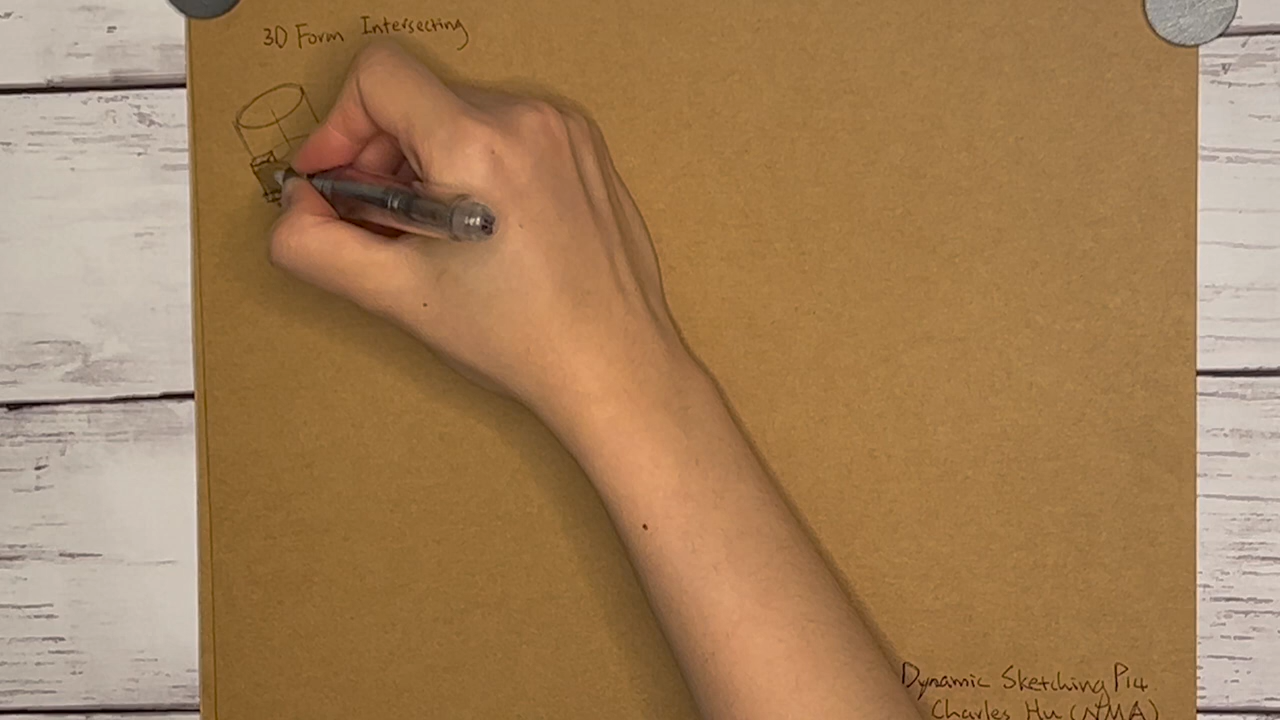 3D Form Intersecting
Dynamic Sketching P14
Charles Hu (NMA)